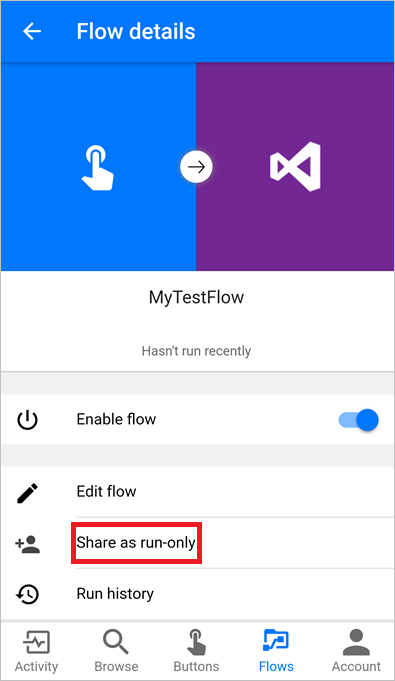 Flow details
MyTestFlow
Hasn't run recently
Enable flow
Edit flow
Share as run-only
Run history
Activity
Browse
Buttons
Flows
Account